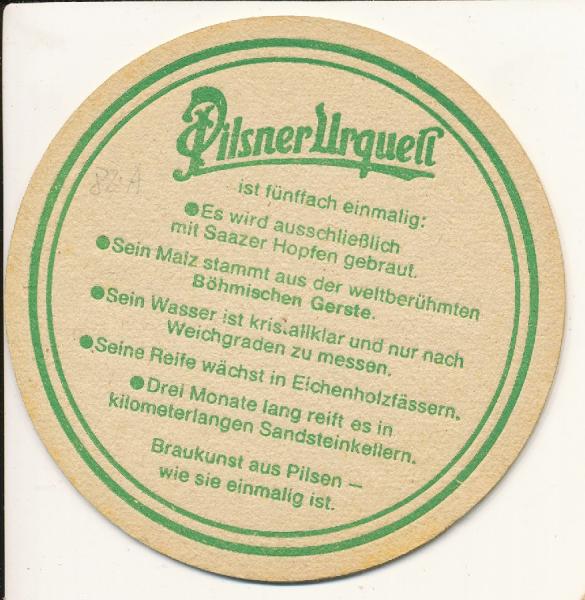 Pilsner Urquell
ist fünffach einmalig:
●Es wird ausschließlich
mit Saazer Hopfen gebraut.
●Sein Malz stammt aus der weltberühmten
Böhmischen Gerste.
●Sein Wasser ist kristallklar und nur nach
Weichgraden zu messen.
●Seine Reife wächst in Eichenholzfässern.
●Drei Monate lang reift es in
kilometerlangen Sandsteinkellern.
Braukunst aus Pilsen —
wie sie einmalig ist.